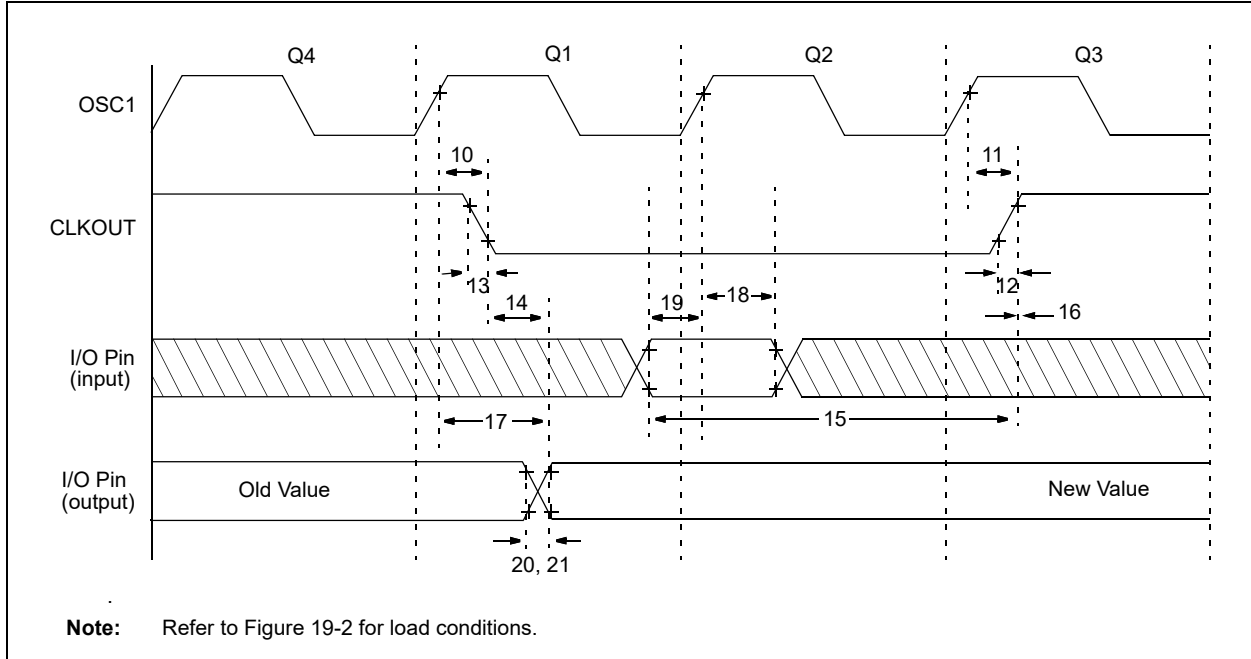 Q4 Q1 Q2 Q3
OSC1
10 11
CLKOUT
13 12
14 19 18 16
I/O Pin
(input)
17 15
I/O Pin
(output)
Old Value New Value
20, 21
.
Note: Refer to Figure 19-2 for load conditions.